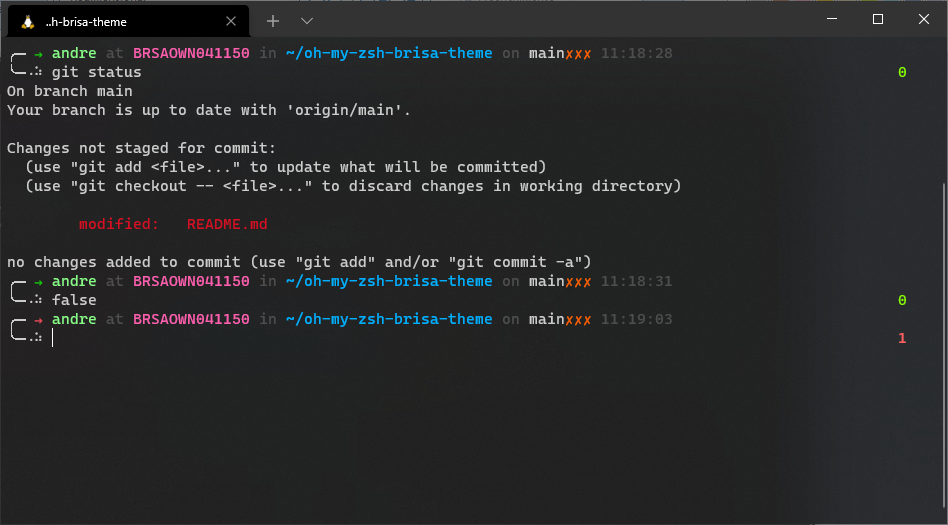 ..h-brisa-theme
→ andre at BRSAOWN041150 in ~/oh-my-zsh-brisa-theme on main✗✗✗ 11:18:28
git status 0
On branch main
Your branch is up to date with 'origin/main'.
Changes not staged for commit:
(use "git add <file>..." to update what will be committed)
(use "git checkout -- <file>..." to discard changes in working directory)
modified: README.md
no changes added to commit (use "git add" and/or "git commit -a")
→ andre at BRSAOWN041150 in ~/oh-my-zsh-brisa-theme on main✗✗✗ 11:18:31
false 0
→ andre at BRSAOWN041150 in ~/oh-my-zsh-brisa-theme on main✗✗✗ 11:19:03
1